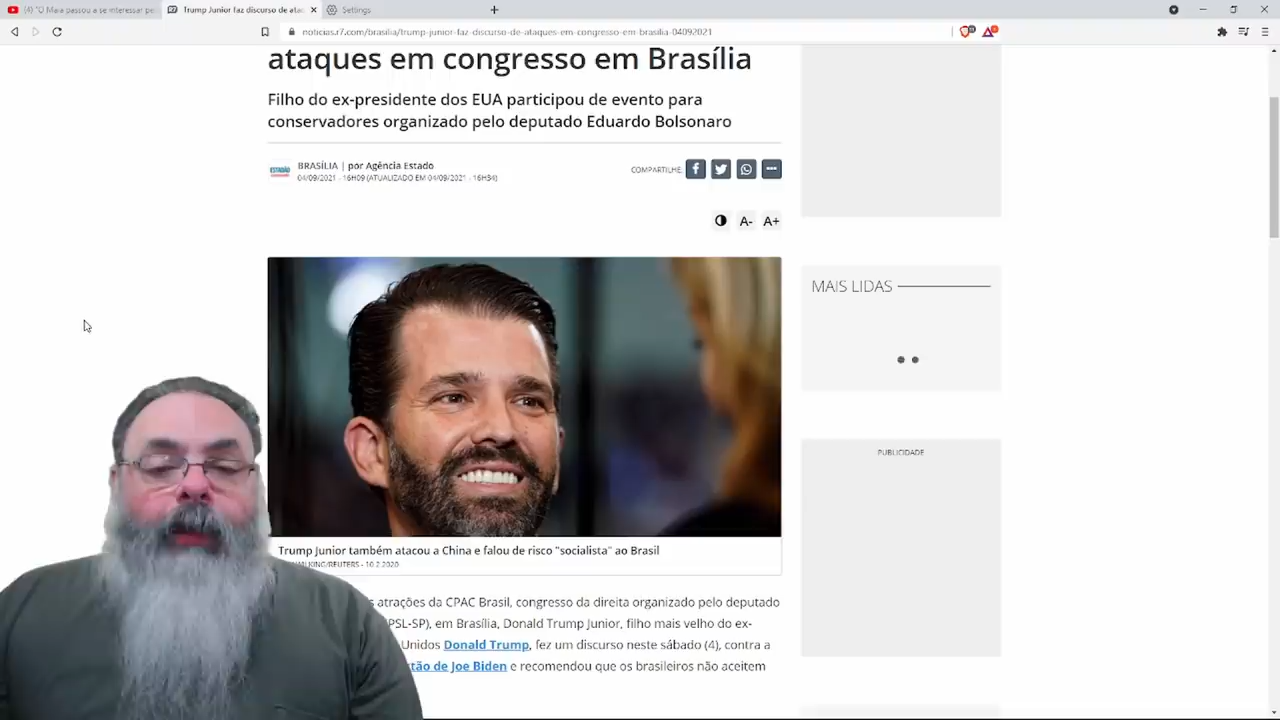 (4) "O Maia passou a se interessar pe
Trump Junior faz discurso de atac
Settings
noticias.r7.com/brasilia/trump-junior-faz-discurso-de-ataques-em-congresso-em-brasilia-04092021
ataques em congresso em Brasília
Filho do ex-presidente dos EUA participou de evento para
conservadores organizado pelo deputado Eduardo Bolsonaro
ESTADÃO
BRASÍLIA | por Agência Estado
04/09/2021 - 16H09 (ATUALIZADO EM 04/09/2021 - 16H54)
COMPARTILHE:
A- A+
MAIS LIDAS
PUBLICIDADE
Trump Junior também atacou a China e falou de risco "socialista" ao Brasil
KING/REUTERS - 10.2.2020
s atrações da CPAC Brasil, congresso da direita organizado pelo deputado
PSL-SP), em Brasília, Donald Trump Junior, filho mais velho do ex-
Unidos Donald Trump, fez um discurso neste sábado (4), contra a
tão de Joe Biden e recomendou que os brasileiros não aceitem